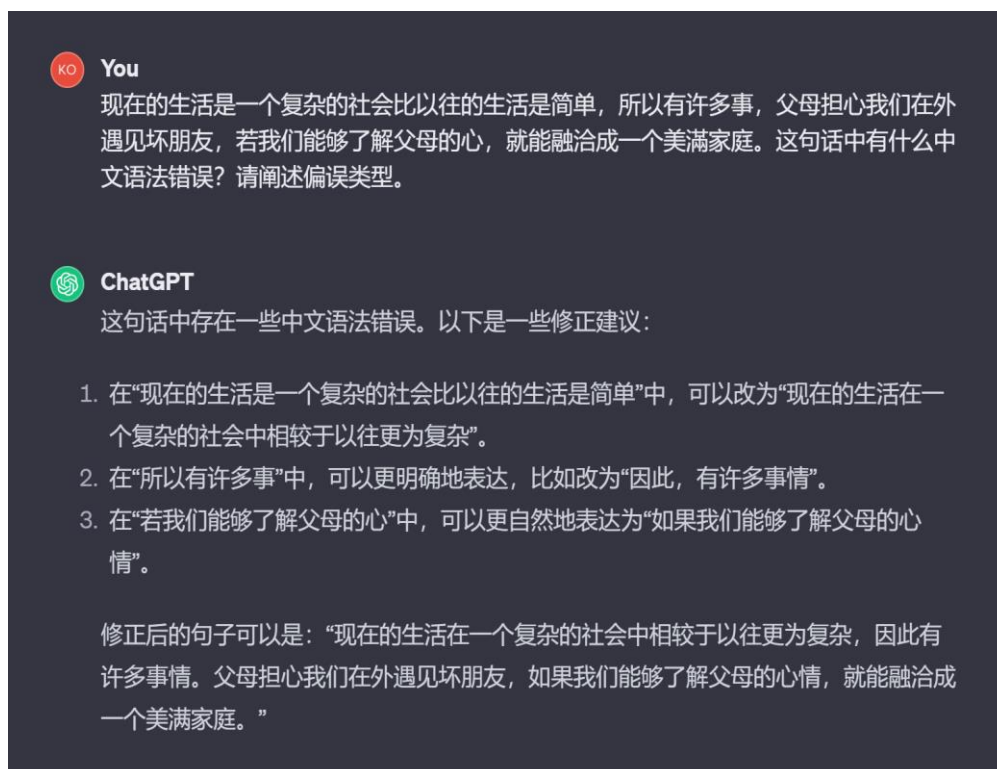 KO
You
现在的生活是一个复杂的社会比以往的生活是简单，所以有许多事，父母担心我们在外
遇见坏朋友，若我们能够了解父母的心，就能融洽成一个美满家庭。这句话中有什么中
文语法错误？请阐述偏误类型。
ChatGPT
这句话中存在一些中文语法错误。以下是一些修正建议：
1. 在“现在的生活是一个复杂的社会比以往的生活是简单”中，可以改为“现在的生活在一
个复杂的社会中相较于以往更为复杂”。
2. 在“所以有许多事”中，可以更明确地表达，比如改为“因此，有许多事情”。
3. 在“若我们能够了解父母的心”中，可以更自然地表达为“如果我们能够了解父母的心
情”。
修正后的句子可以是：“现在的生活在一个复杂的社会中相较于以往更为复杂，因此有
许多事情。父母担心我们在外遇见坏朋友，如果我们能够了解父母的心情，就能融洽成
一个美满家庭。”